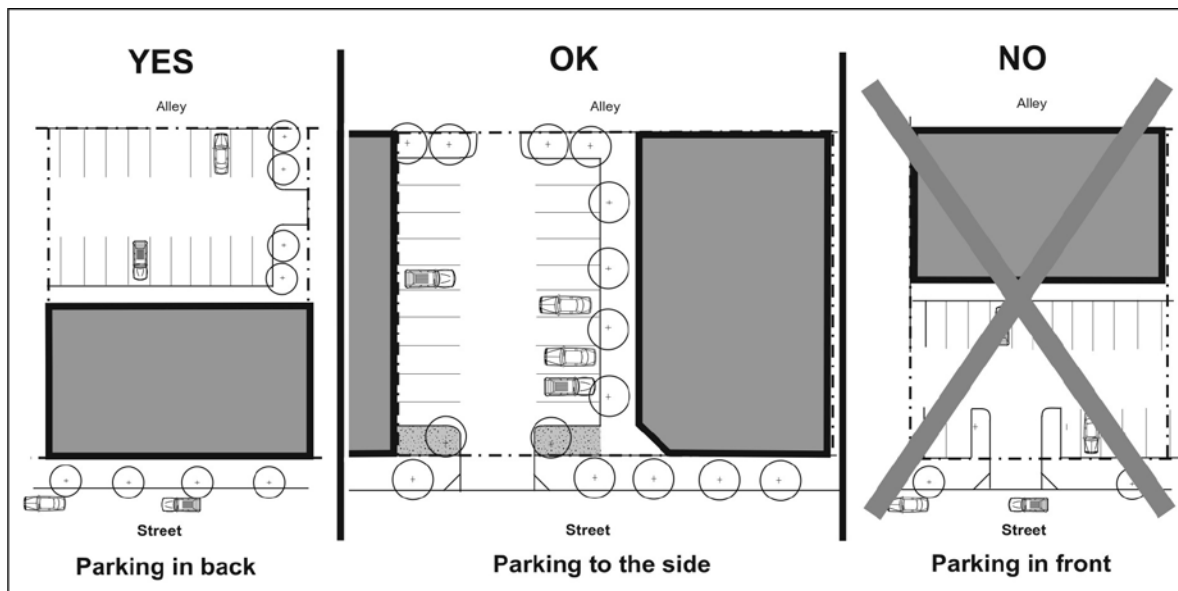 YES
Alley
Street
Parking in back
OK
Alley
Street
Parking to the side
NO
Alley
Street
Parking in front